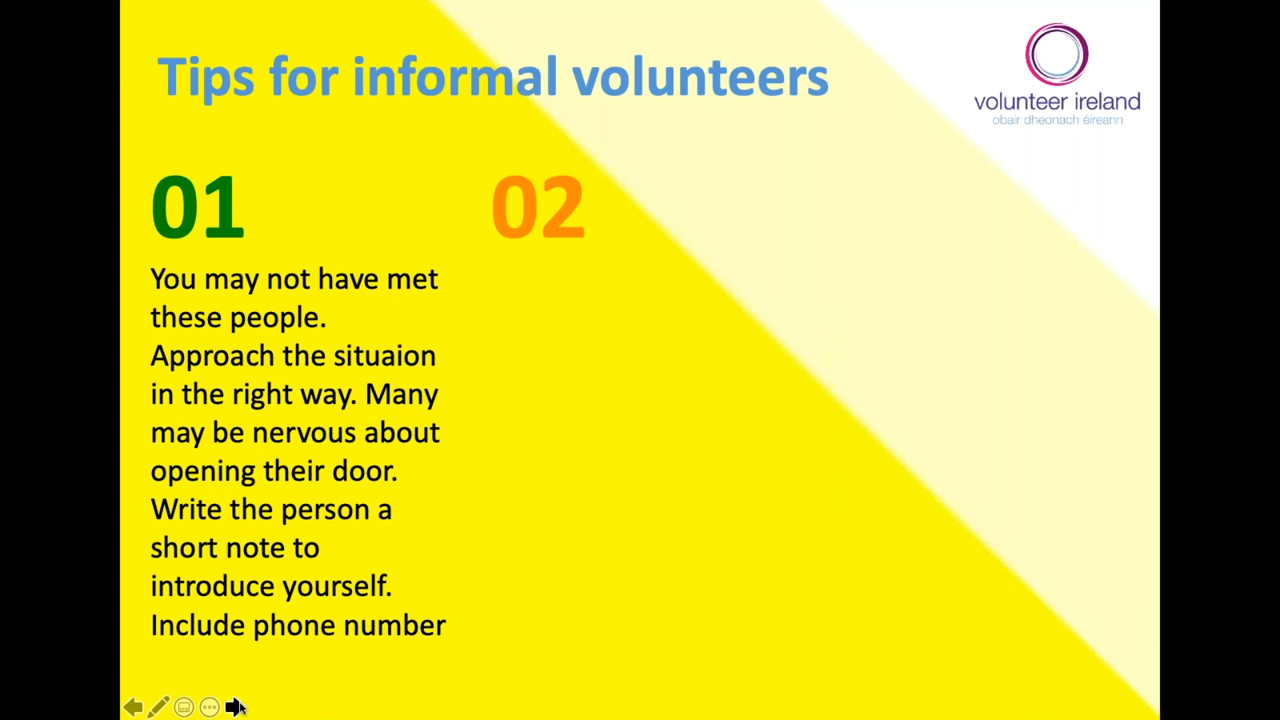 Tips for informal volunteers
volunteer ireland
obair dheonach éireann
01
You may not have met
these people.
Approach the situaion
in the right way. Many
may be nervous about
opening their door.
Write the person a
short note to
introduce yourself.
Include phone number
02